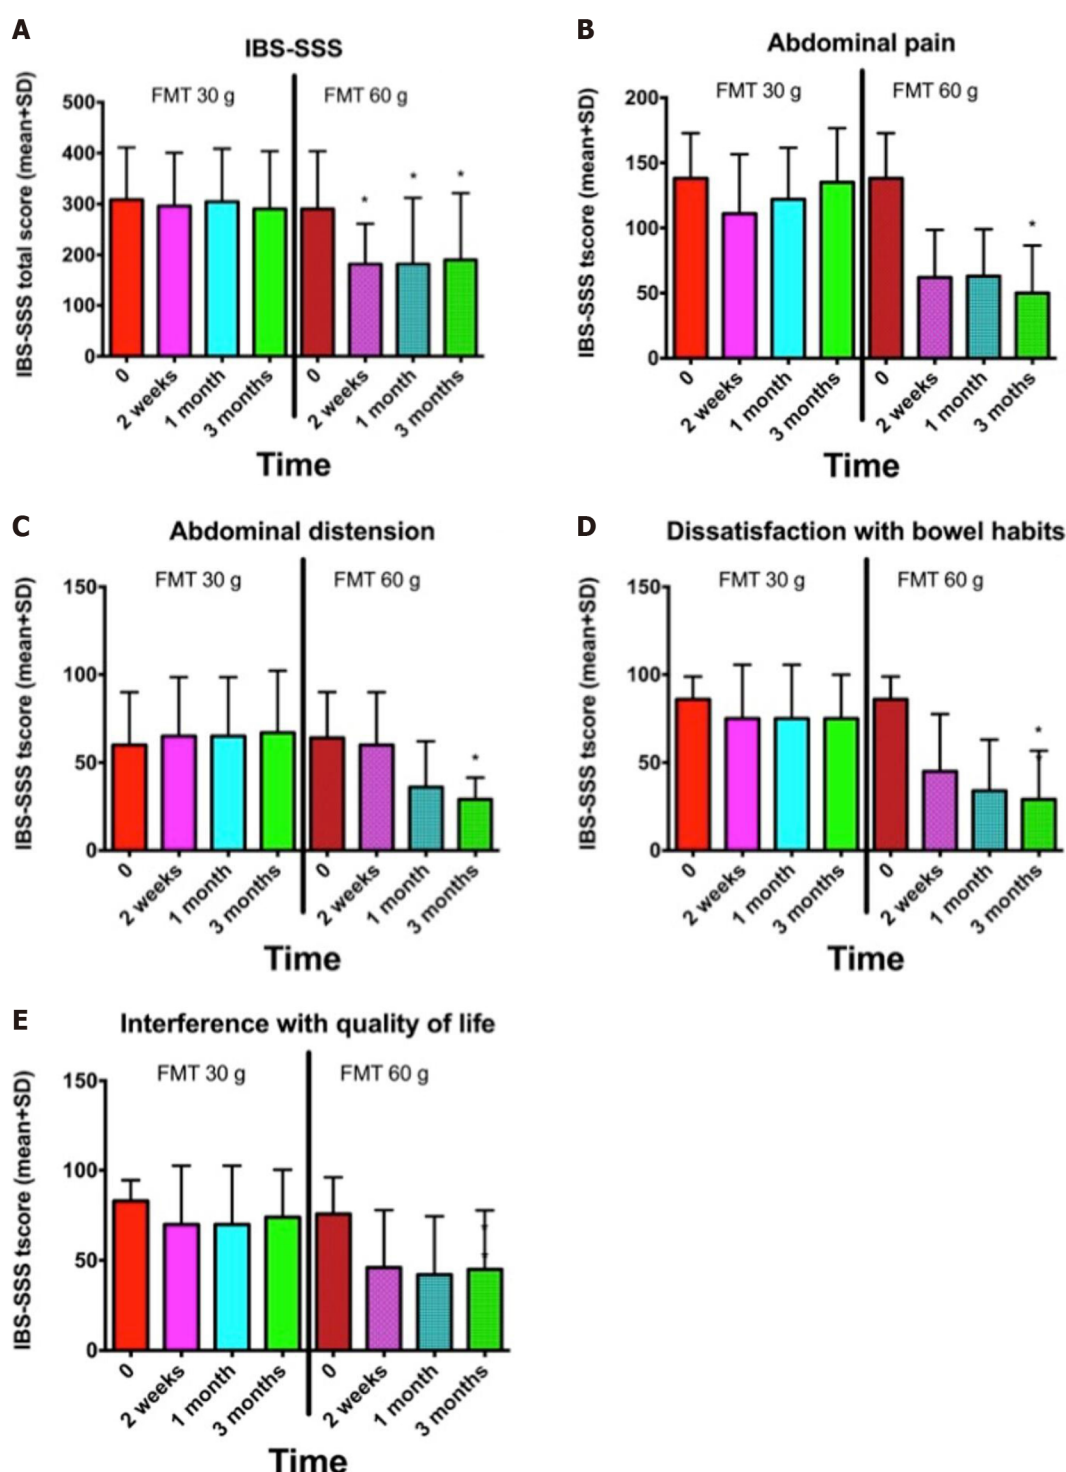 A
IBS-SSS
FMT 30 g
FMT 60 g
IBS-SSS total score (mean+SD)
500
400
300
200
100
0
* * *
0
2 weeks
1 month
3 months
0
2 weeks
1 month
3 months
Time
B
Abdominal pain
FMT 30 g
FMT 60 g
IBS-SSS tscore (mean+SD)
200
150
100
50
0
*
0
2 weeks
1 month
3 months
0
2 weeks
1 month
3 moths
Time
C
Abdominal distension
FMT 30 g
FMT 60 g
IBS-SSS tscore (mean+SD)
150
100
50
0
*
0
2 weeks
1 month
3 months
0
2 weeks
1 month
3 months
Time
D
Dissatisfaction with bowel habits
FMT 30 g
FMT 60 g
IBS-SSS tscore (mean+SD)
150
100
50
0
*
*
0
2 weeks
1 month
3 months
0
2 weeks
1 month
3 months
Time
E
Interference with quality of life
FMT 30 g
FMT 60 g
IBS-SSS tscore (mean+SD)
150
100
50
0
*
*
0
2 weeks
1 month
3 months
0
2 weeks
1 month
3 months
Time